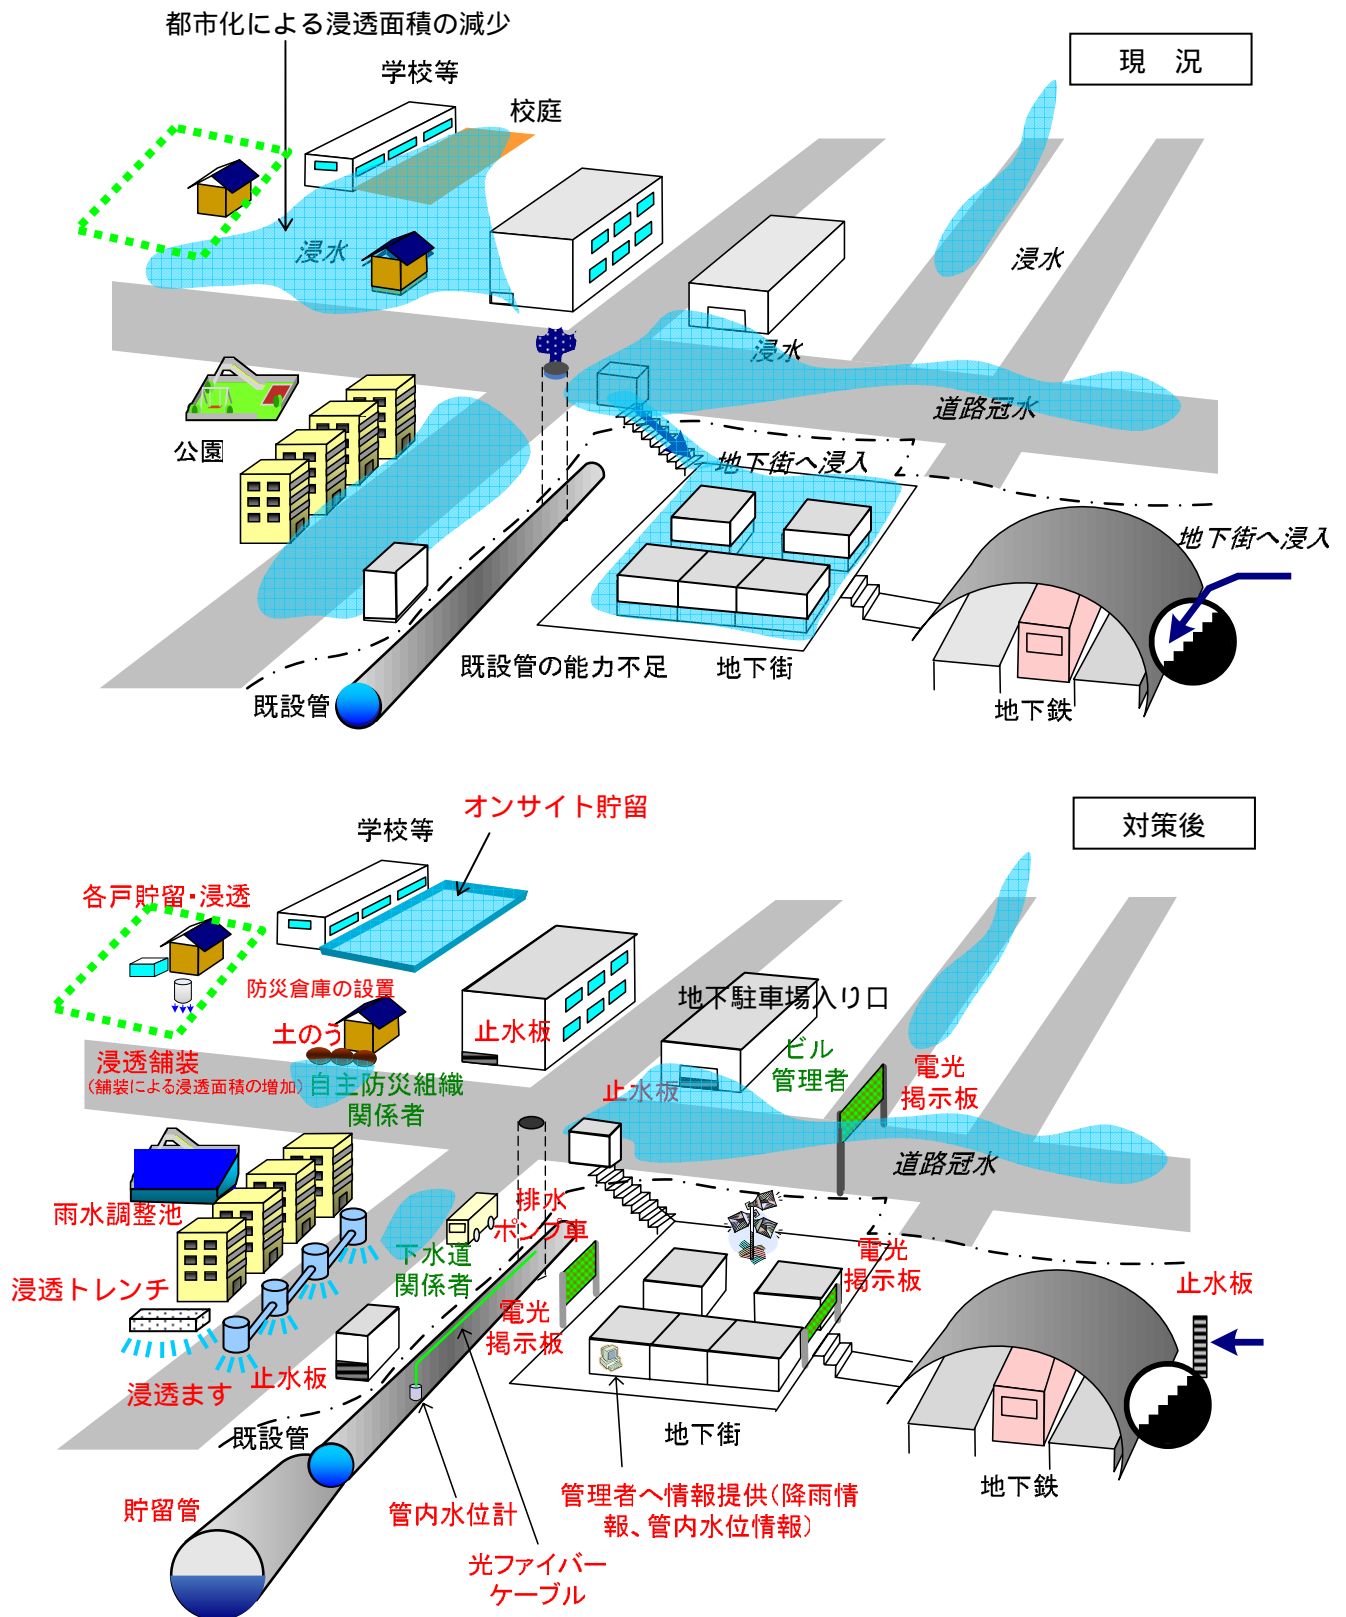 都市化による浸透面積の減少
現　況
学校等
校庭
浸水
浸水
浸水
道路冠水
公園
地下街へ浸入
地下街へ浸入
既設管の能力不足
地下街
既設管
地下鉄
オンサイト貯留
対策後
学校等
各戸貯留・浸透
防災倉庫の設置
地下駐車場入り口
土のう
止水板
浸透舗装
(舗装による浸透面積の増加)
自主防災組織
関係者
ビル
管理者
電光
掲示板
止水板
道路冠水
雨水調整池
排水
ポンプ車
下水道
関係者
電光
掲示板
止水板
浸透トレンチ
電光
掲示板
止水板
浸透ます
既設管
地下街
地下鉄
貯留管
管内水位計
管理者へ情報提供(降雨情
報、管内水位情報)
光ファイバー
ケーブル